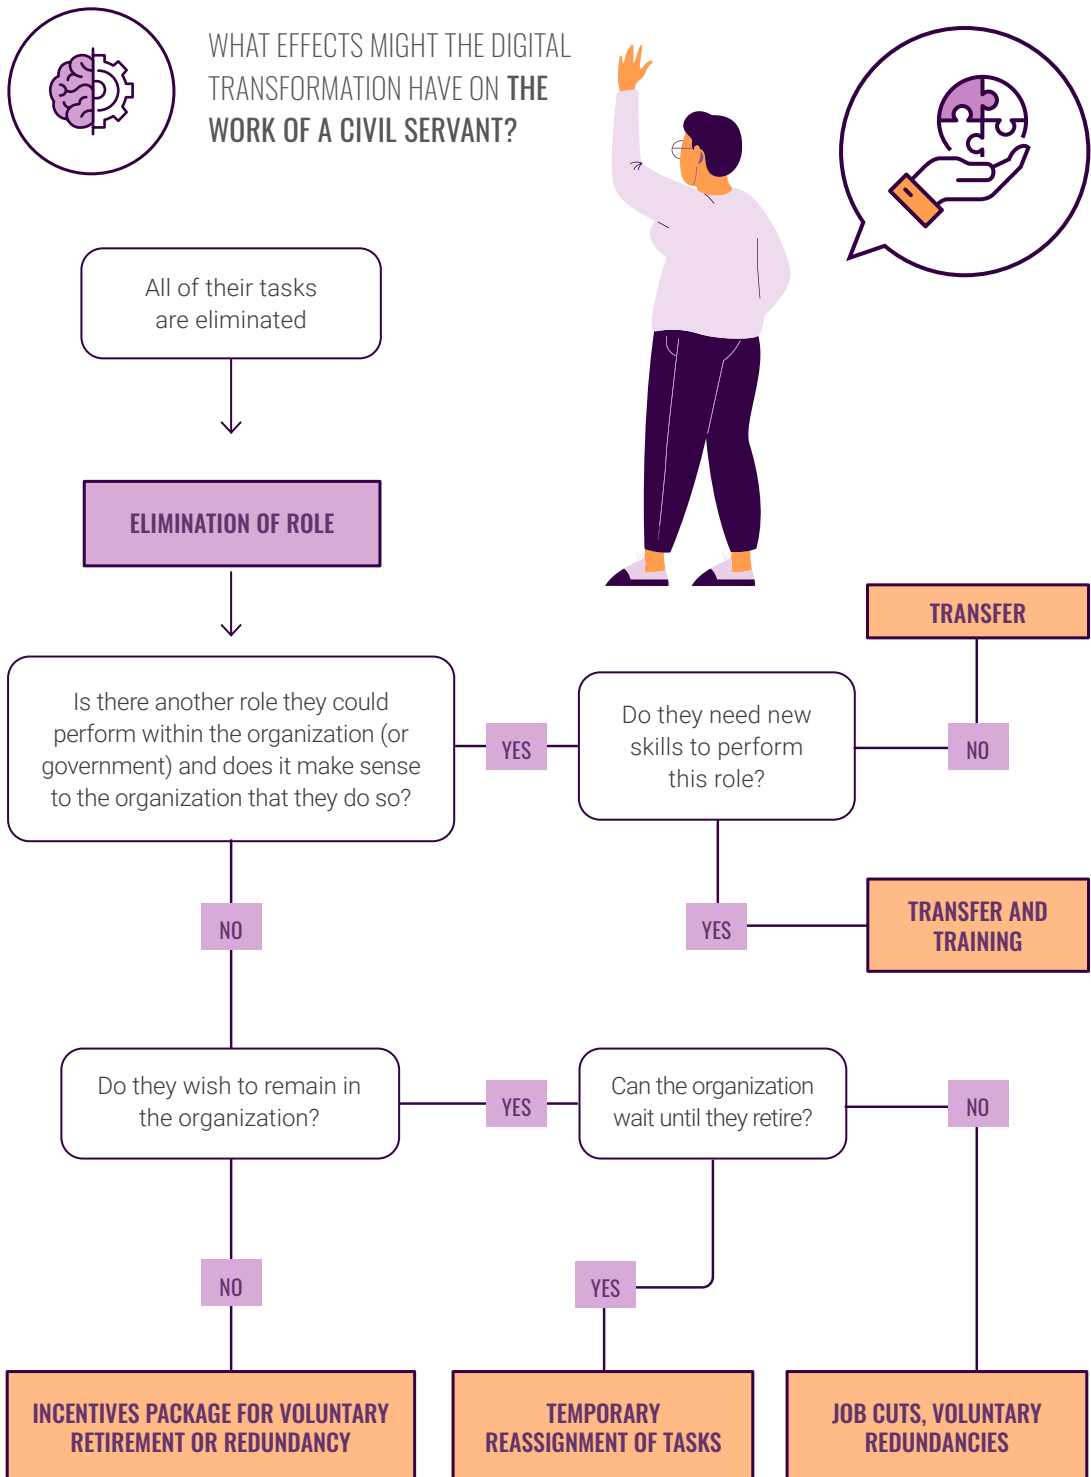 WHAT EFFECTS MIGHT THE DIGITAL
TRANSFORMATION HAVE ON THE
WORK OF A CIVIL SERVANT?
All of their tasks
are eliminated
ELIMINATION OF ROLE
TRANSFER
Is there another role they could
perform within the organization (or
government) and does it make sense
to the organization that they do so?
YES
Do they need new
skills to perform
this role?
NO
TRANSFER AND
TRAINING
YES
NO
Do they wish to remain in
the organization?
YES
Can the organization
wait until they retire?
NO
NO
YES
INCENTIVES PACKAGE FOR VOLUNTARY
RETIREMENT OR REDUNDANCY
TEMPORARY
REASSIGNMENT OF TASKS
JOB CUTS, VOLUNTARY
REDUNDANCIES